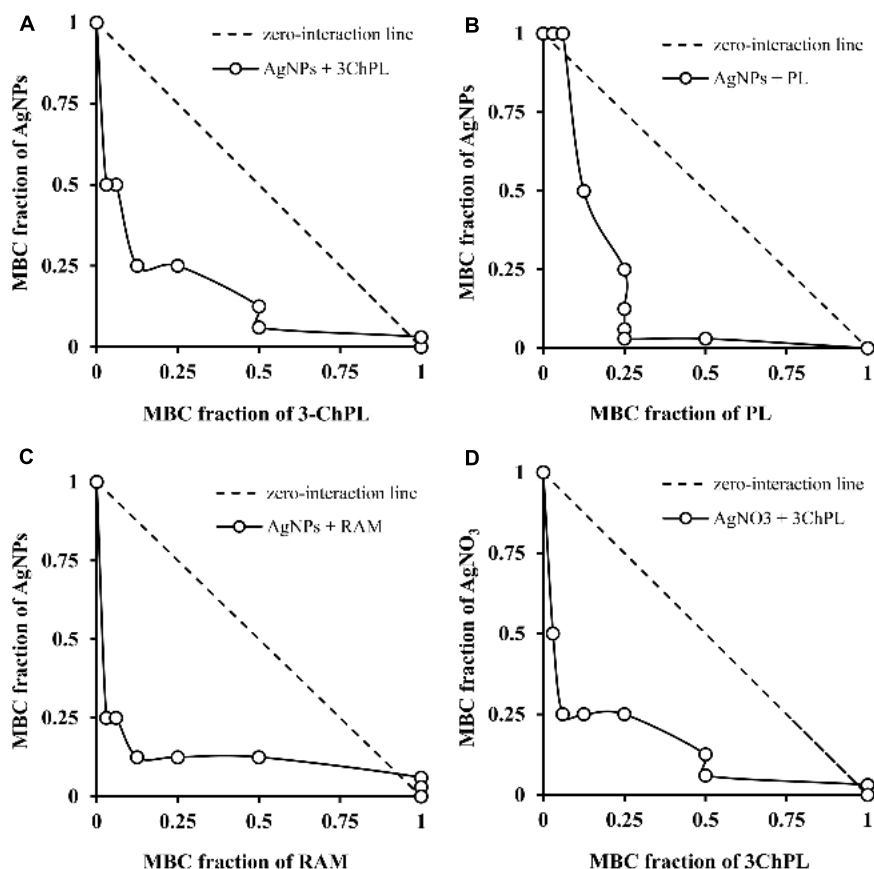 A
1
0.75
0.5
0.25
0
0
0.25
0.5
0.75
1
MBC fraction of AgNPs
MBC fraction of 3-ChPL
zero-interaction line
AgNPs + 3ChPL
B
1
0.75
0.5
0.25
0
0
0.25
0.5
0.75
1
MBC fraction of AgNPs
MBC fraction of PL
zero-interaction line
AgNPs + PL
C
1
0.75
0.5
0.25
0
0
0.25
0.5
0.75
1
MBC fraction of AgNPs
MBC fraction of RAM
zero-interaction line
AgNPs + RAM
D
1
0.75
0.5
0.25
0
0
0.25
0.5
0.75
1
MBC fraction of AgNO₃
MBC fraction of 3ChPL
zero-interaction line
AgNO3 + 3ChPL